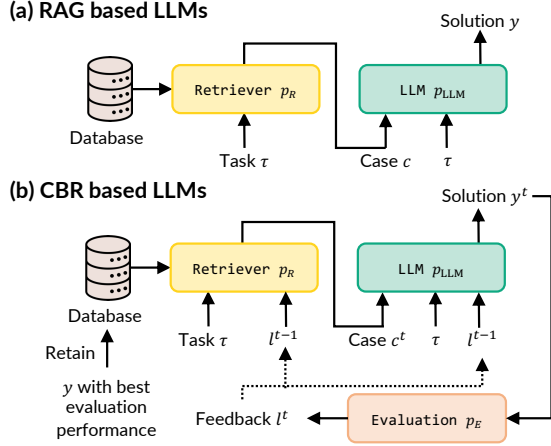 (a) RAG based LLMs
Solution y
Retriever p_R
LLM p_LLM
Database
Task τ
Case c
τ
(b) CBR based LLMs
Solution y^t
Retriever p_R
LLM p_LLM
Database
Task τ
l^{t−1}
Case c^t
τ
l^{t−1}
Retain
y with best
evaluation
performance
Feedback l^t
Evaluation p_E